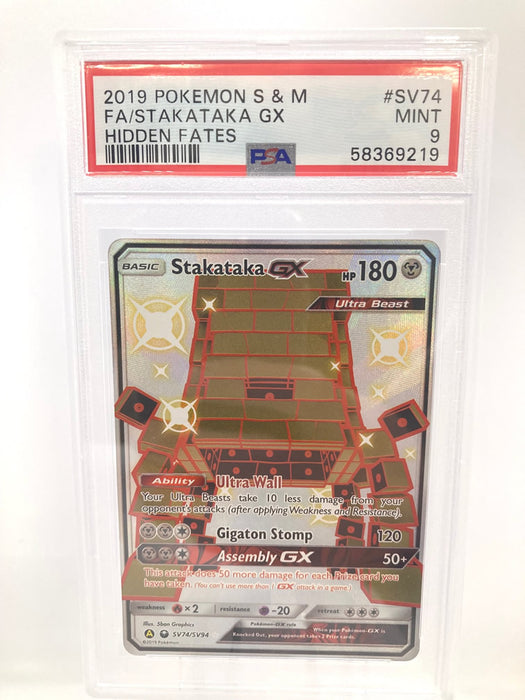 2019 POKEMON S & M #SV74
FA/STAKATAKA GX MINT
HIDDEN FATES 9
PSA 58369219
BASIC Stakataka GX HP 180
Ultra Beast
Ability Ultra Wall
Your Ultra Beasts take 10 less damage from your
opponent's attacks (after applying Weakness and Resistance).
Gigaton Stomp 120
Assembly GX 50+
This attack does 50 more damage for each Prize card you
have taken. (You can't use more than 1 GX attack in a game.)
weakness ×2 resistance -20 retreat
Illus. 5ban Graphics Pokémon-GX rule When your Pokémon-GX is
A SV74/SV94 Knocked Out, your opponent takes 2 Prize cards.
©2019 Pokémon